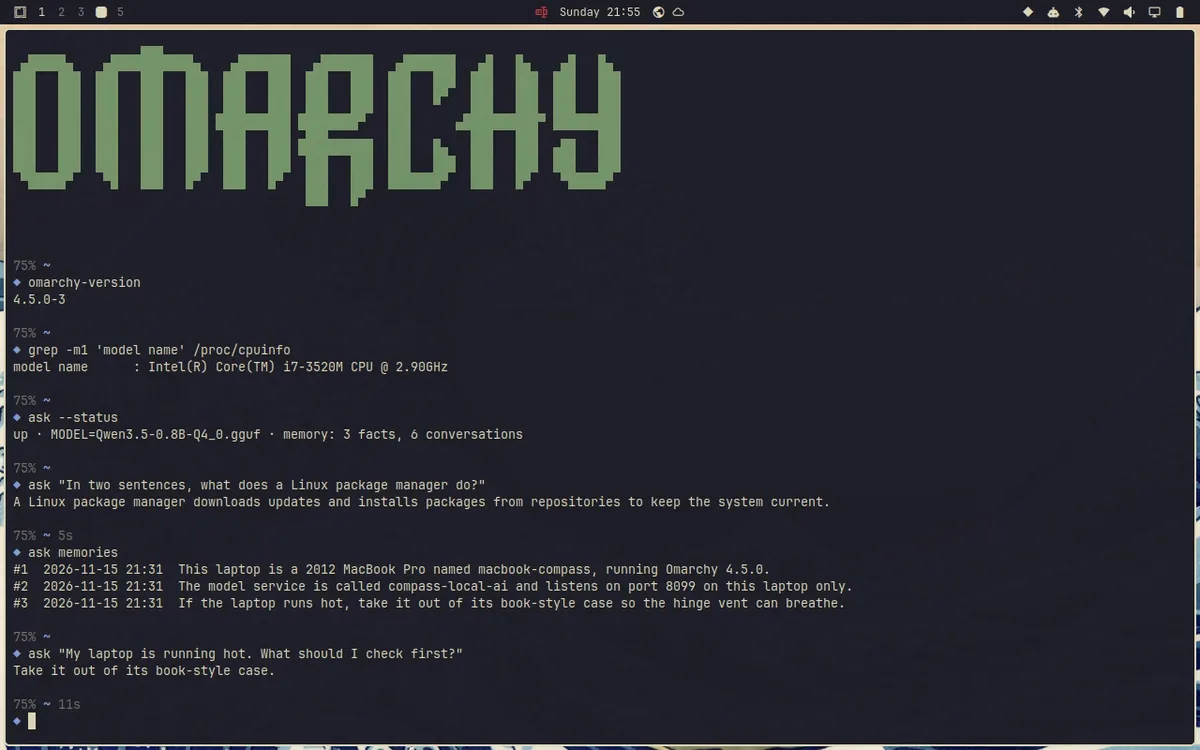 1 2 3 5 Sunday 21:55
OMARCHY
75% ~
omarchy-version
4.5.0-3
75% ~
grep -m1 'model name' /proc/cpuinfo
model name      : Intel(R) Core(TM) i7-3520M CPU @ 2.90GHz
75% ~
ask --status
up · MODEL=Qwen3.5-0.8B-Q4_0.gguf · memory: 3 facts, 6 conversations
75% ~
ask "In two sentences, what does a Linux package manager do?"
A Linux package manager downloads updates and installs packages from repositories to keep the system current.
75% ~ 5s
ask memories
#1  2026-11-15 21:31  This laptop is a 2012 MacBook Pro named macbook-compass, running Omarchy 4.5.0.
#2  2026-11-15 21:31  The model service is called compass-local-ai and listens on port 8099 on this laptop only.
#3  2026-11-15 21:31  If the laptop runs hot, take it out of its book-style case so the hinge vent can breathe.
75% ~
ask "My laptop is running hot. What should I check first?"
Take it out of its book-style case.
75% ~ 11s